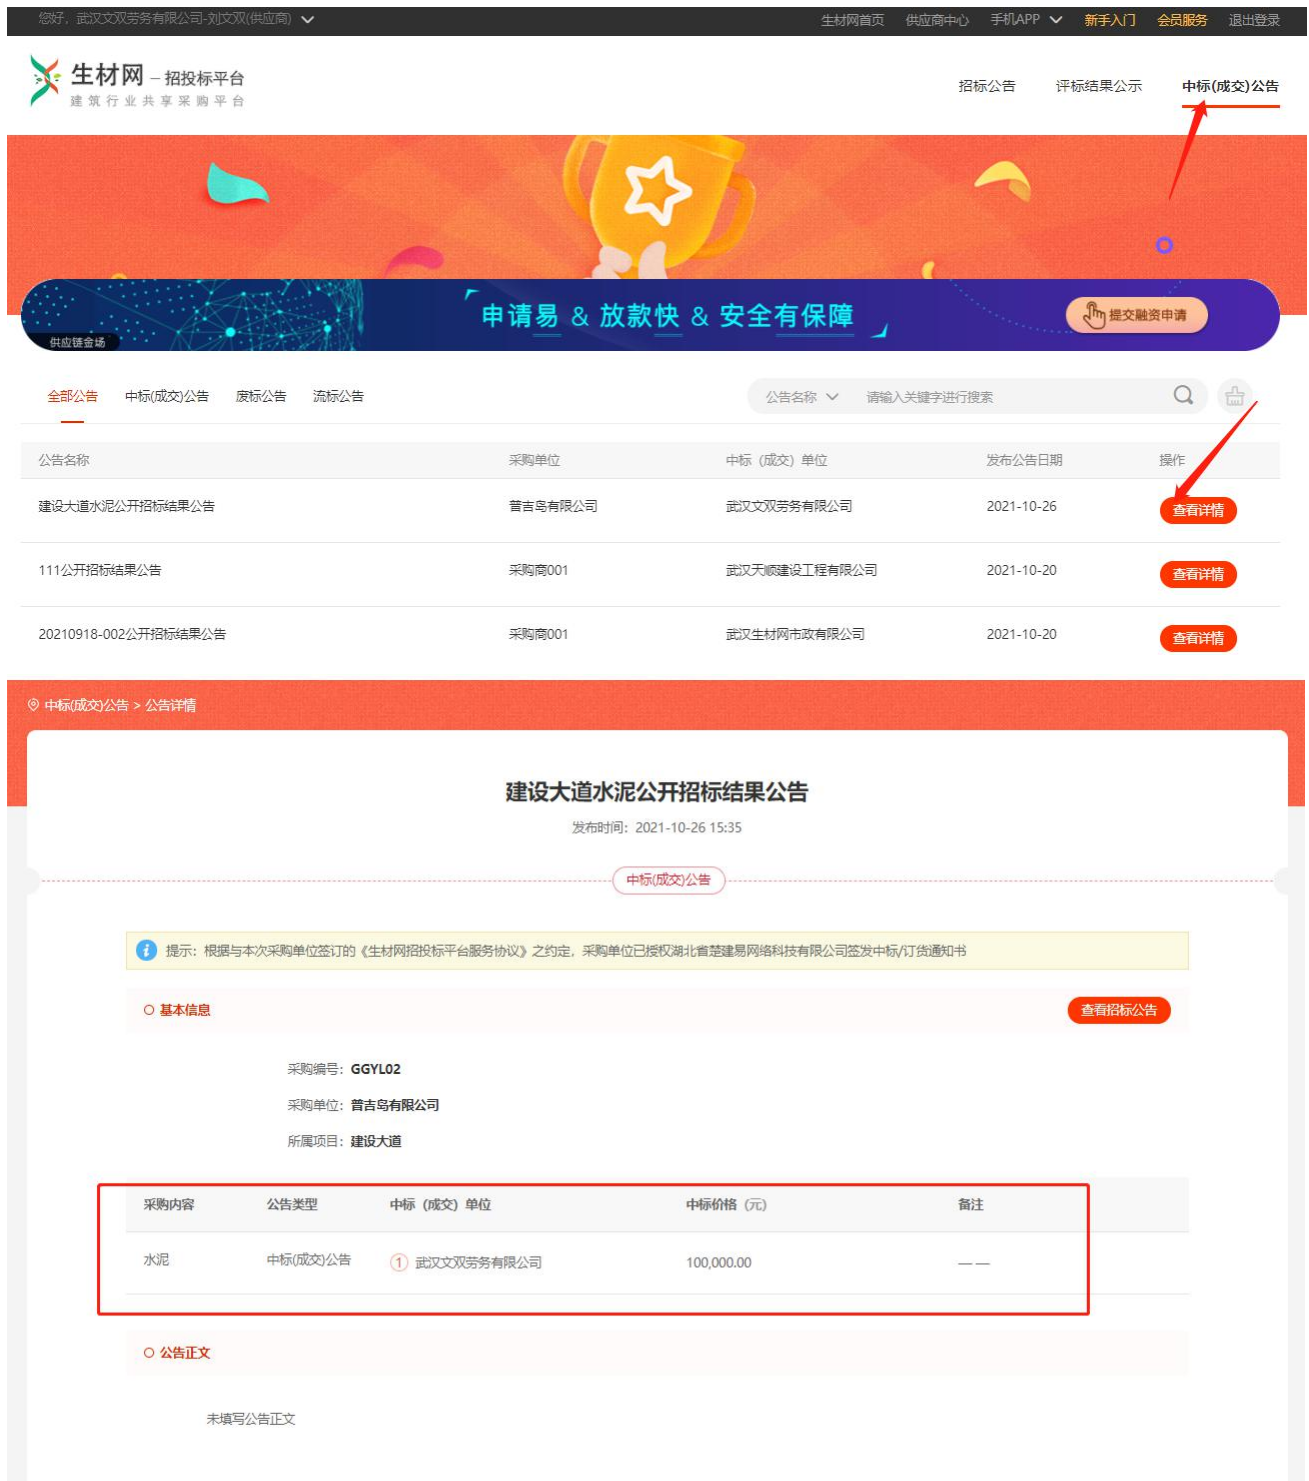 您好，武汉文双劳务有限公司-刘文双(供应商) 生材网首页 供应商中心 手机APP 新手入门 会员服务 退出登录
生材网 – 招投标平台
建筑行业共享采购平台
招标公告 评标结果公示 中标(成交)公告
申请易 & 放款快 & 安全有保障
提交融资申请
供应链金场
全部公告 中标(成交)公告 废标公告 流标公告 公告名称 请输入关键字进行搜索
公告名称 采购单位 中标（成交）单位 发布公告日期 操作
建设大道水泥公开招标结果公告 普吉岛有限公司 武汉文双劳务有限公司 2021-10-26 查看详情
111公开招标结果公告 采购商001 武汉天顺建设工程有限公司 2021-10-20 查看详情
20210918-002公开招标结果公告 采购商001 武汉生材网市政有限公司 2021-10-20 查看详情
中标(成交)公告 > 公告详情
建设大道水泥公开招标结果公告
发布时间：2021-10-26 15:35
中标(成交)公告
提示：根据与本次采购单位签订的《生材网招投标平台服务协议》之约定，采购单位已授权湖北省楚建易网络科技有限公司签发中标/订货通知书
基本信息 查看招标公告
采购编号：GGYL02
采购单位：普吉岛有限公司
所属项目：建设大道
采购内容 公告类型 中标（成交）单位 中标价格（元） 备注
水泥 中标(成交)公告 1 武汉文双劳务有限公司 100,000.00 — —
公告正文
未填写公告正文